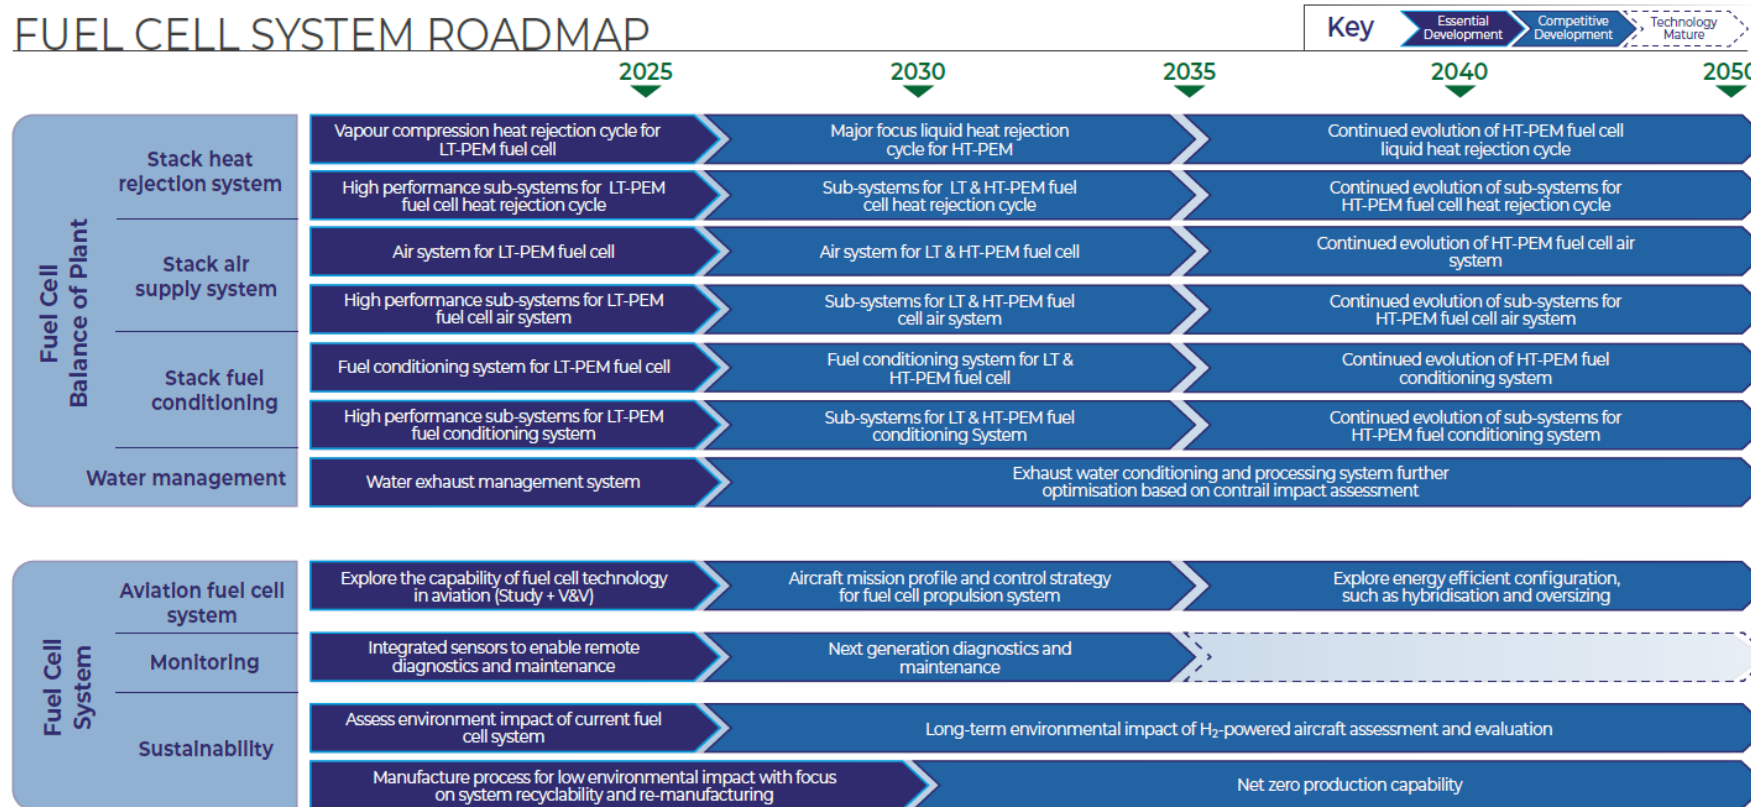 FUEL CELL SYSTEM ROADMAP
Key
Essential
Development
Competitive
Development
Technology
Mature
2025
2030
2035
2040
2050
Fuel Cell
Balance of Plant
Stack heat
rejection system
Vapour compression heat rejection cycle for
LT-PEM fuel cell
Major focus liquid heat rejection
cycle for HT-PEM
Continued evolution of HT-PEM fuel cell
liquid heat rejection cycle
High performance sub-systems for LT-PEM
fuel cell heat rejection cycle
Sub-systems for LT & HT-PEM fuel
cell heat rejection cycle
Continued evolution of sub-systems for
HT-PEM fuel cell heat rejection cycle
Stack air
supply system
Air system for LT-PEM fuel cell
Air system for LT & HT-PEM fuel cell
Continued evolution of HT-PEM fuel cell air
system
High performance sub-systems for LT-PEM
fuel cell air system
Sub-systems for LT & HT-PEM fuel
cell air system
Continued evolution of sub-systems for
HT-PEM fuel cell air system
Stack fuel
conditioning
Fuel conditioning system for LT-PEM fuel cell
Fuel conditioning system for LT &
HT-PEM fuel cell
Continued evolution of HT-PEM fuel
conditioning system
High performance sub-systems for LT-PEM
fuel conditioning system
Sub-systems for LT & HT-PEM fuel
conditioning System
Continued evolution of sub-systems for
HT-PEM fuel conditioning system
Water management
Water exhaust management system
Exhaust water conditioning and processing system further
optimisation based on contrail impact assessment
Fuel Cell
System
Aviation fuel cell
system
Explore the capability of fuel cell technology
in aviation (Study + V&V)
Aircraft mission profile and control strategy
for fuel cell propulsion system
Explore energy efficient configuration,
such as hybridisation and oversizing
Monitoring
Integrated sensors to enable remote
diagnostics and maintenance
Next generation diagnostics and
maintenance
Sustainability
Assess environment impact of current fuel
cell system
Long-term environmental impact of H₂-powered aircraft assessment and evaluation
Manufacture process for low environmental impact with focus
on system recyclability and re-manufacturing
Net zero production capability